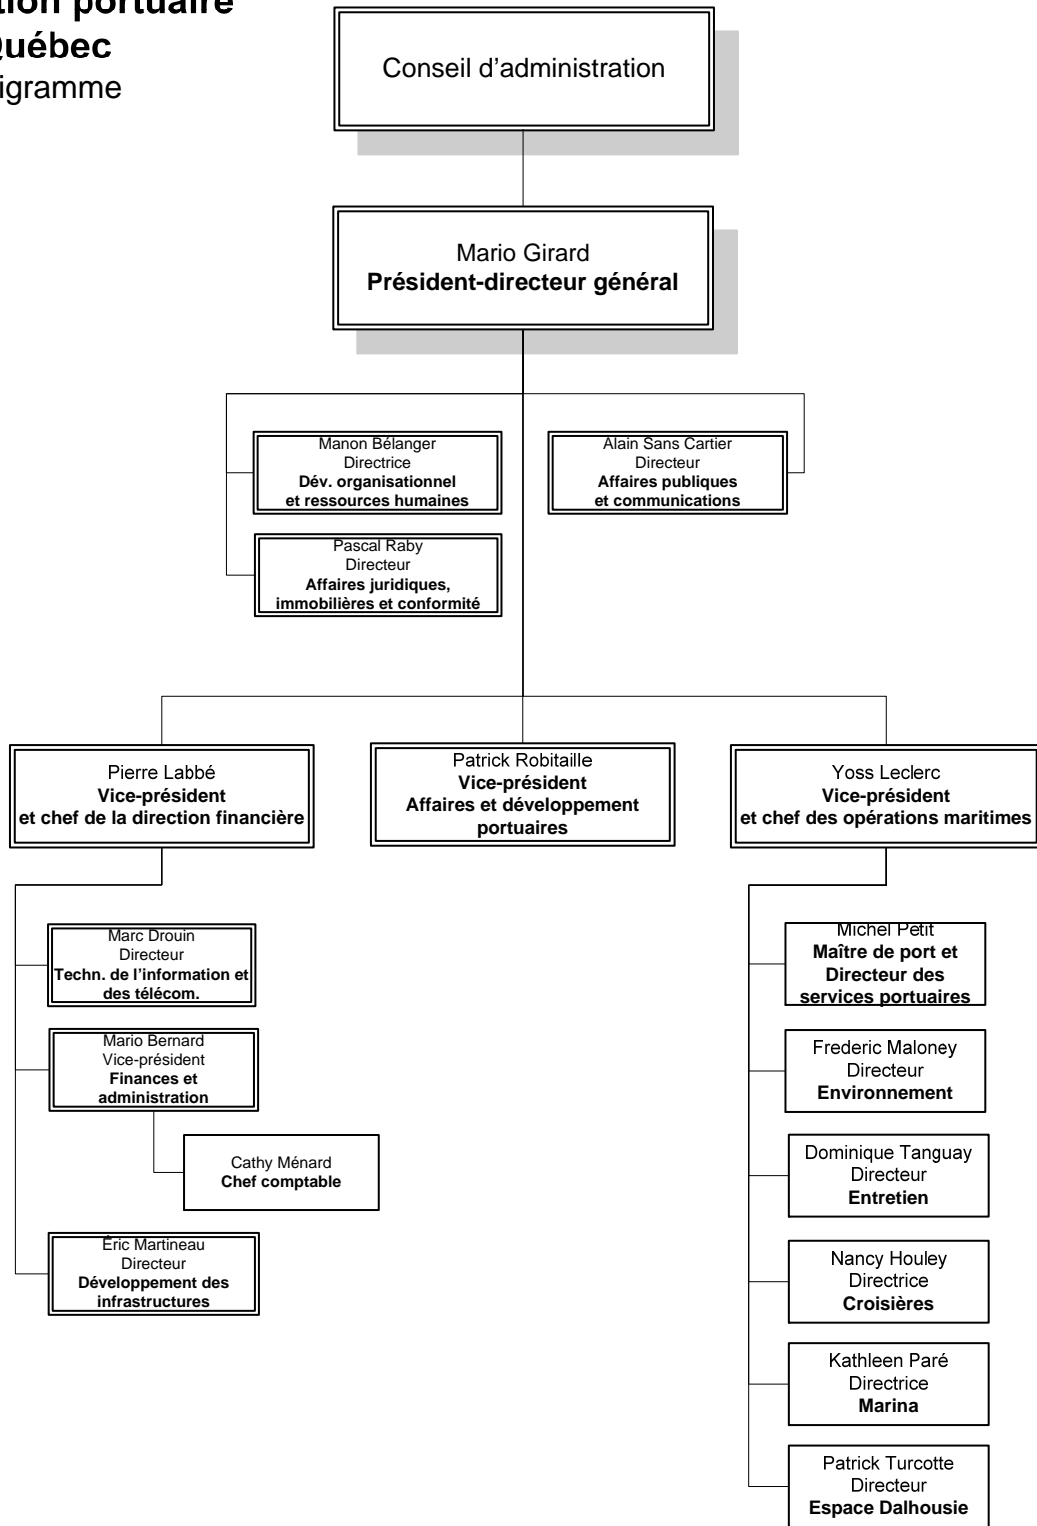 tion portuaire
Québec
igramme
Conseil d'administration
Mario Girard
Président-directeur général
Manon Bélanger
Directrice
Dév. organisationnel
et ressources humaines
Alain Sans Cartier
Directeur
Affaires publiques
et communications
Pascal Raby
Directeur
Affaires juridiques,
immobilières et conformité
Pierre Labbé
Vice-président
et chef de la direction financière
Patrick Robitaille
Vice-président
Affaires et développement
portuaires
Yoss Leclerc
Vice-président
et chef des opérations maritimes
Marc Drouin
Directeur
Techn. de l'information et
des télécom.
Mario Bernard
Vice-président
Finances et
administration
Cathy Ménard
Chef comptable
Éric Martineau
Directeur
Développement des
infrastructures
Michel Petit
Maître de port et
Directeur des
services portuaires
Frederic Maloney
Directeur
Environnement
Dominique Tanguay
Directeur
Entretien
Nancy Houley
Directrice
Croisières
Kathleen Paré
Directrice
Marina
Patrick Turcotte
Directeur
Espace Dalhousie